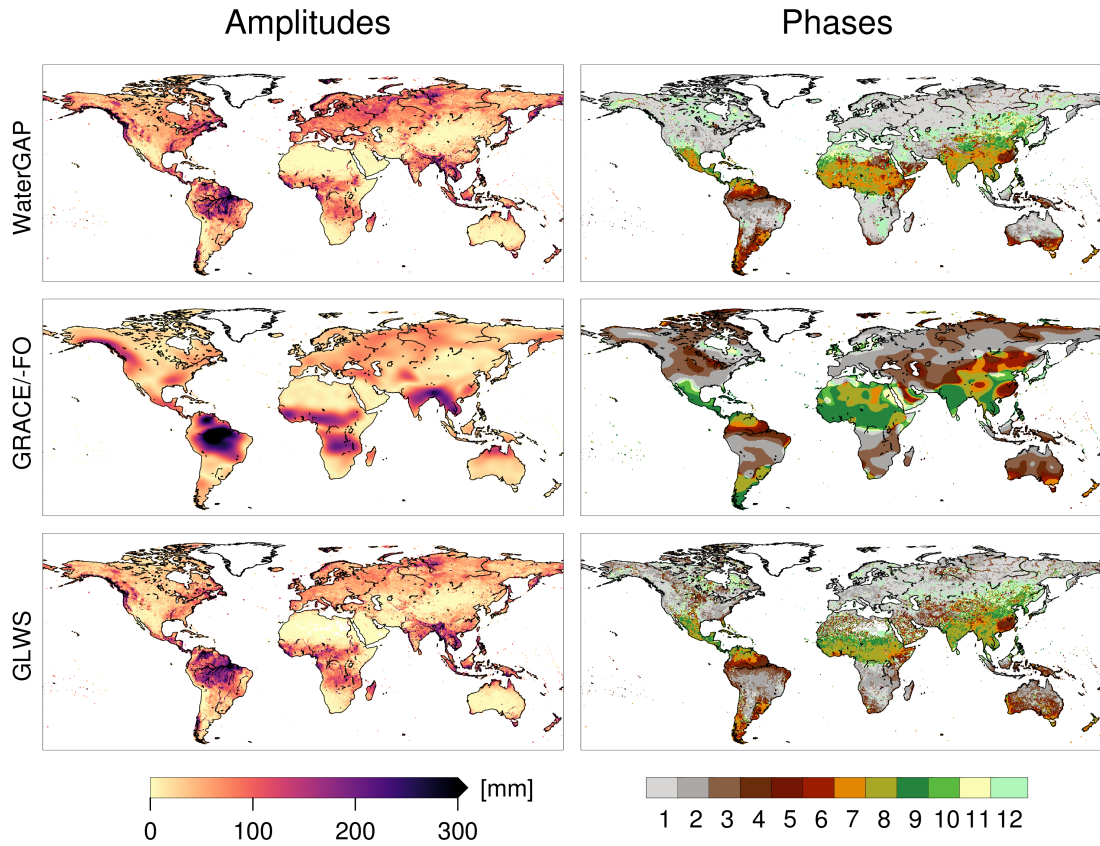 Amplitudes Phases
WaterGAP
GRACE/-FO
GLWS
[mm]
0 100 200 300
1 2 3 4 5 6 7 8 9 10 11 12